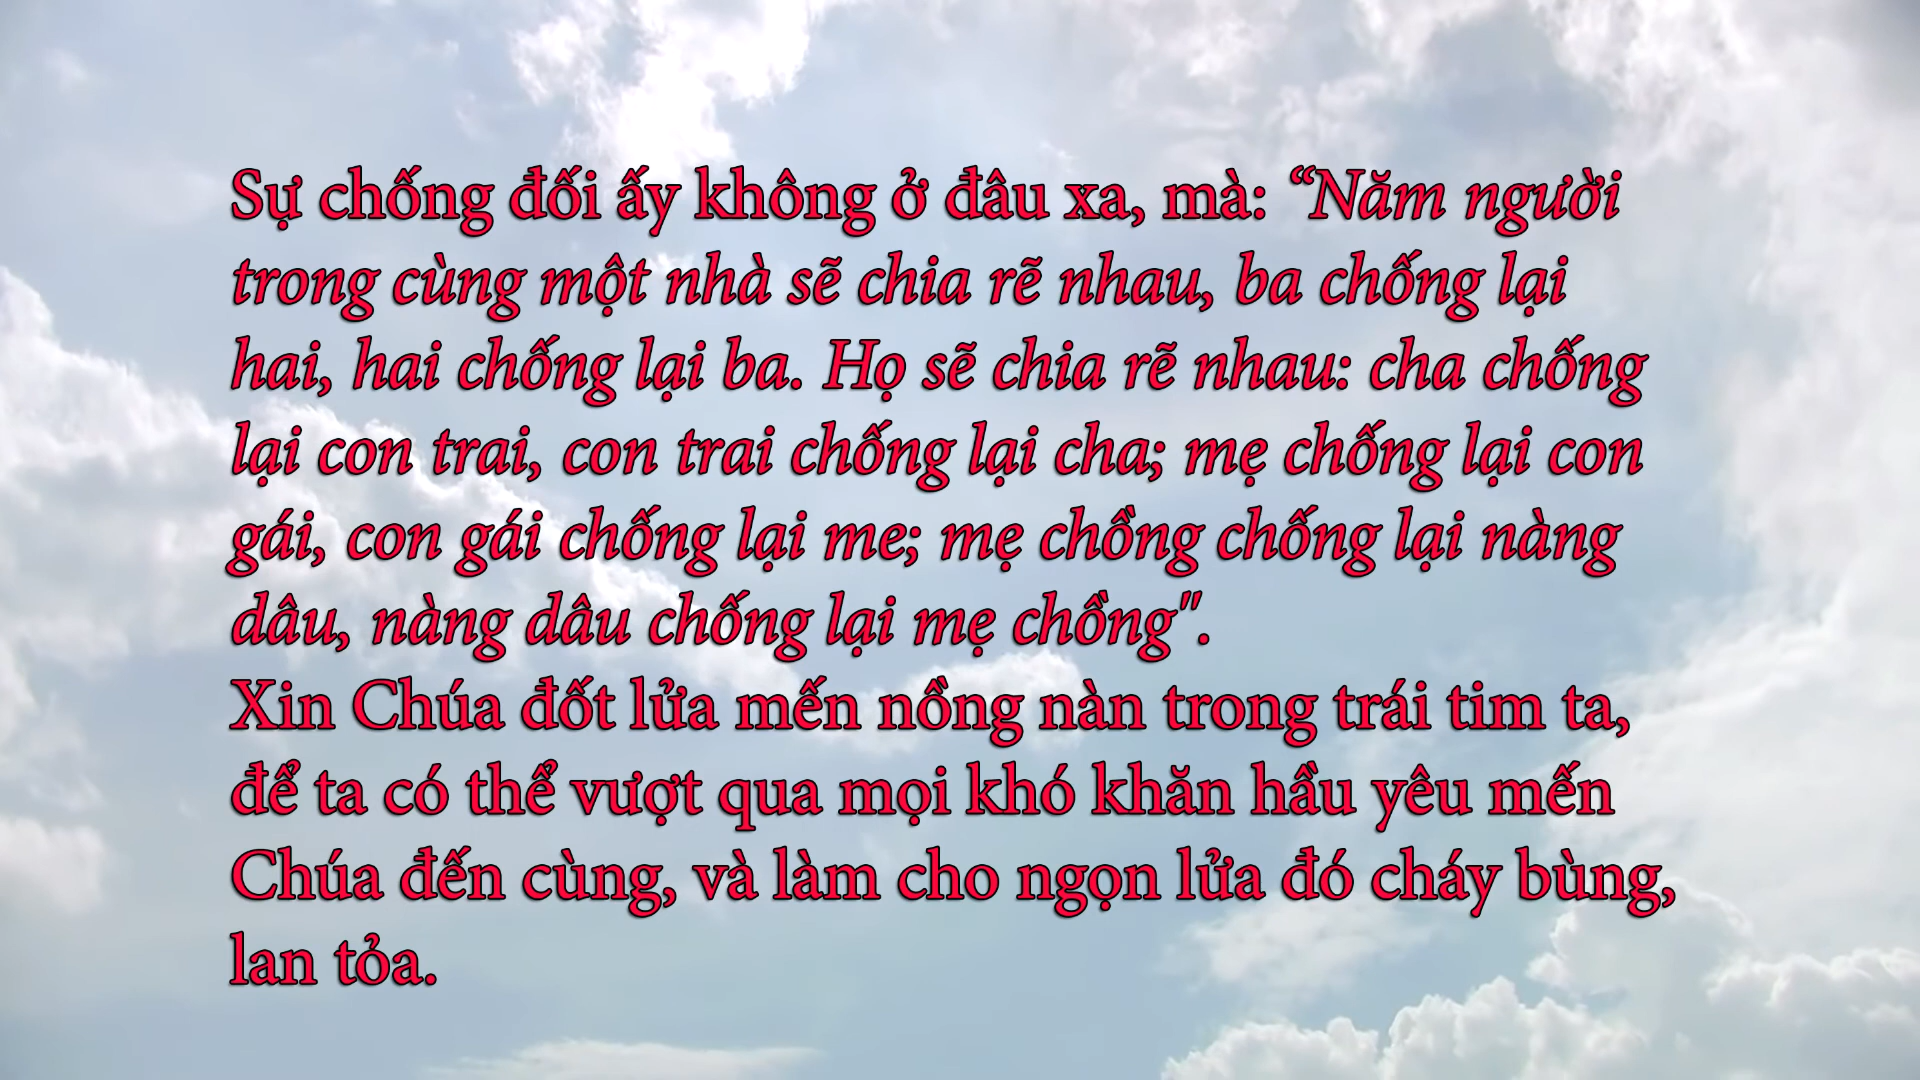 Sự chống đối ấy không ở đâu xa, mà: “Năm người
trong cùng một nhà sẽ chia rẽ nhau, ba chống lại
hai, hai chống lại ba. Họ sẽ chia rẽ nhau: cha chống
lại con trai, con trai chống lại cha; mẹ chống lại con
gái, con gái chống lại me; mẹ chồng chống lại nàng
dâu, nàng dâu chống lại mẹ chồng".
Xin Chúa đốt lửa mến nồng nàn trong trái tim ta,
để ta có thể vượt qua mọi khó khăn hầu yêu mến
Chúa đến cùng, và làm cho ngọn lửa đó cháy bùng,
lan tỏa.